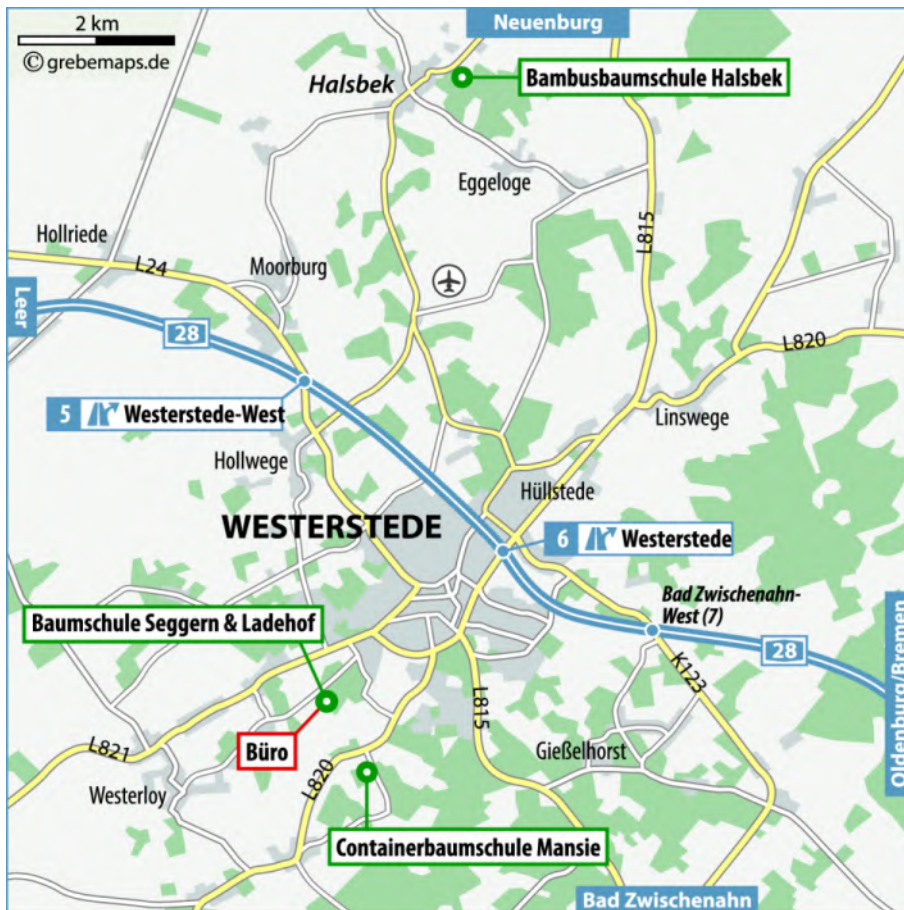 2 km
© grebemaps.de
Neuenburg
Halsbek
Bambusbaumschule Halsbek
Eggeloge
Hollriede
L24
Moorburg
L815
Leer
28
L820
5 Westerstede-West
Linswege
Hollwege
Hüllstede
WESTERSTEDE
6 Westerstede
Bad Zwischenahn-
West (7)
Baumschule Seggern & Ladehof
28
K123
Oldenburg/Bremen
L815
L821
Büro
Gießelhorst
L820
Westerloy
Containerbaumschule Mansie
Bad Zwischenahn